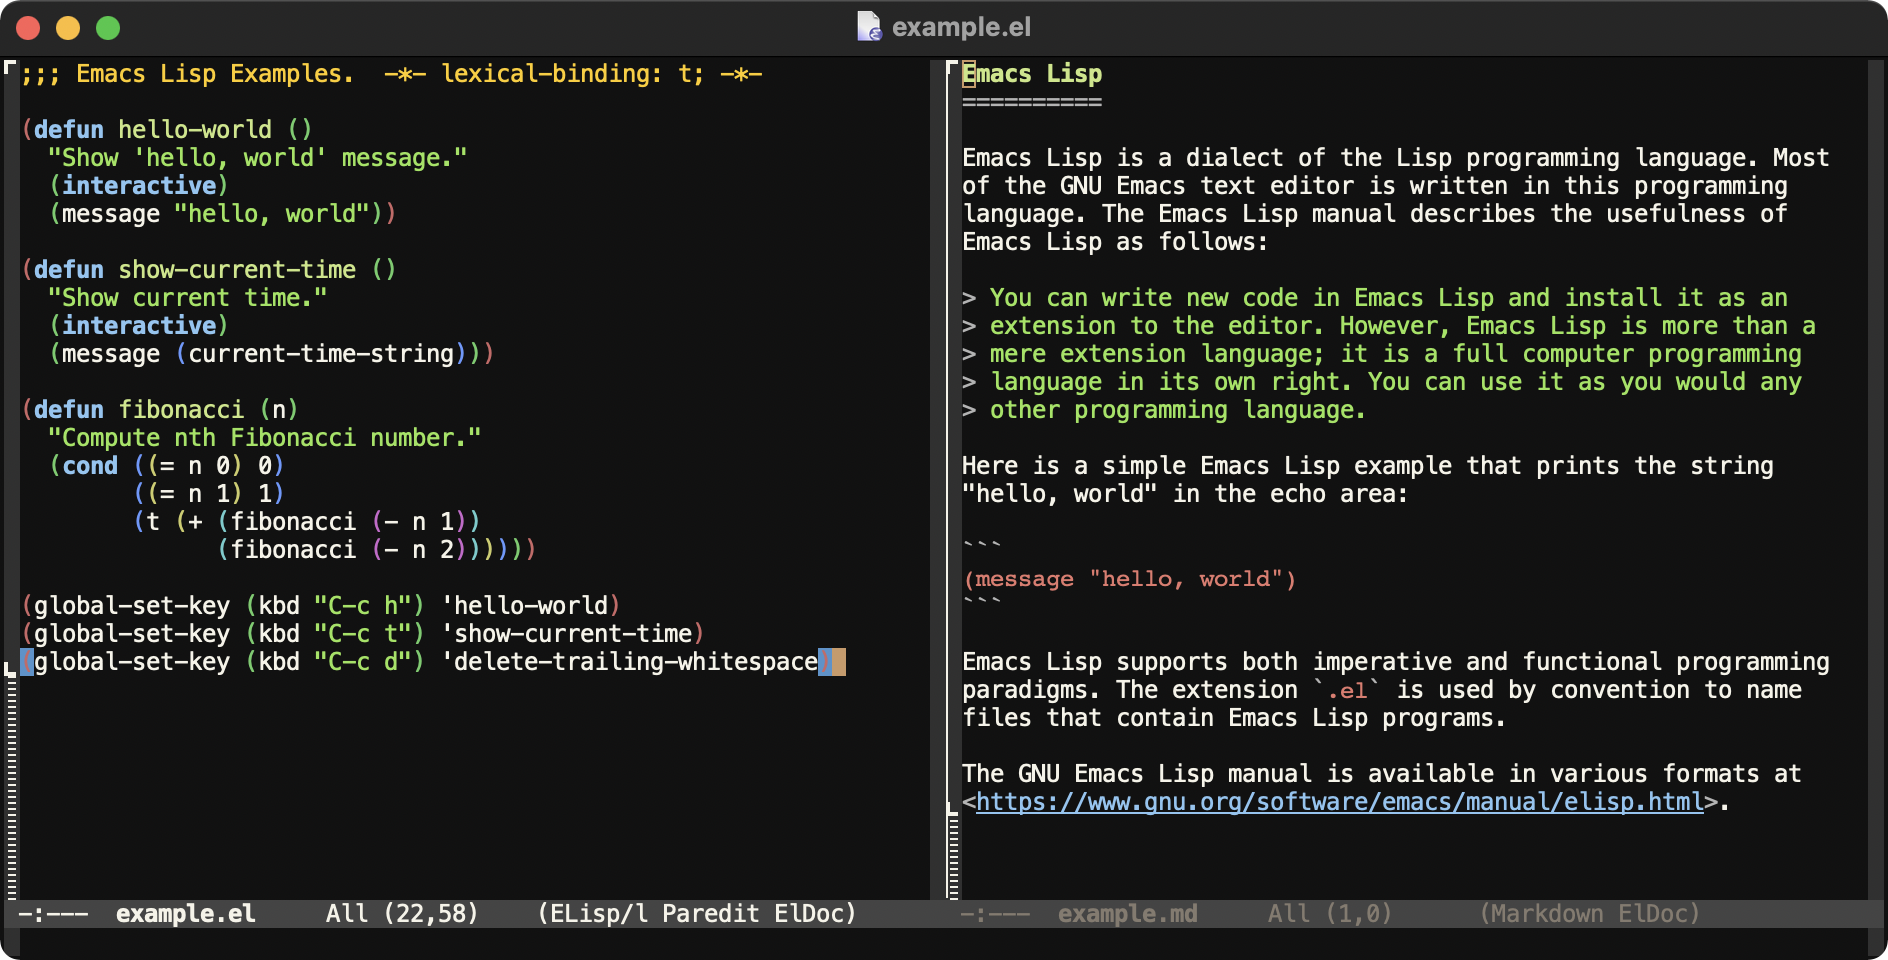 example.el
;;; Emacs Lisp Examples.  -*- lexical-binding: t; -*-

(defun hello-world ()
  "Show 'hello, world' message."
  (interactive)
  (message "hello, world"))

(defun show-current-time ()
  "Show current time."
  (interactive)
  (message (current-time-string)))

(defun fibonacci (n)
  "Compute nth Fibonacci number."
  (cond ((= n 0) 0)
        ((= n 1) 1)
        (t (+ (fibonacci (- n 1))
              (fibonacci (- n 2))))))

(global-set-key (kbd "C-c h") 'hello-world)
(global-set-key (kbd "C-c t") 'show-current-time)
(global-set-key (kbd "C-c d") 'delete-trailing-whitespace)
-:---  example.el     All (22,58)    (ELisp/l Paredit ElDoc)
Emacs Lisp
==========

Emacs Lisp is a dialect of the Lisp programming language. Most
of the GNU Emacs text editor is written in this programming
language. The Emacs Lisp manual describes the usefulness of
Emacs Lisp as follows:

> You can write new code in Emacs Lisp and install it as an
> extension to the editor. However, Emacs Lisp is more than a
> mere extension language; it is a full computer programming
> language in its own right. You can use it as you would any
> other programming language.

Here is a simple Emacs Lisp example that prints the string
"hello, world" in the echo area:

```
(message "hello, world")
```

Emacs Lisp supports both imperative and functional programming
paradigms. The extension `.el` is used by convention to name
files that contain Emacs Lisp programs.

The GNU Emacs Lisp manual is available in various formats at
<https://www.gnu.org/software/emacs/manual/elisp.html>.
-:---  example.md     All (1,0)      (Markdown ElDoc)